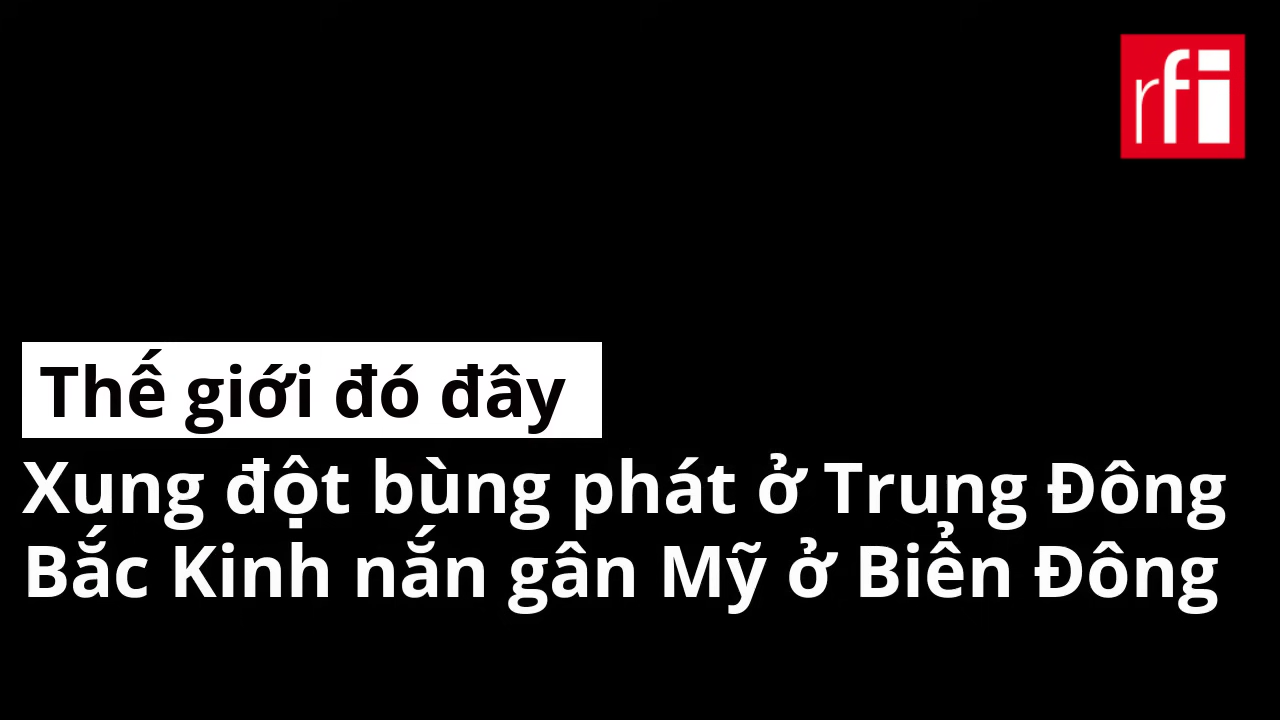 rfi
Thế giới đó đây
Xung đột bùng phát ở Trung Đông
Bắc Kinh nắn gân Mỹ ở Biển Đông